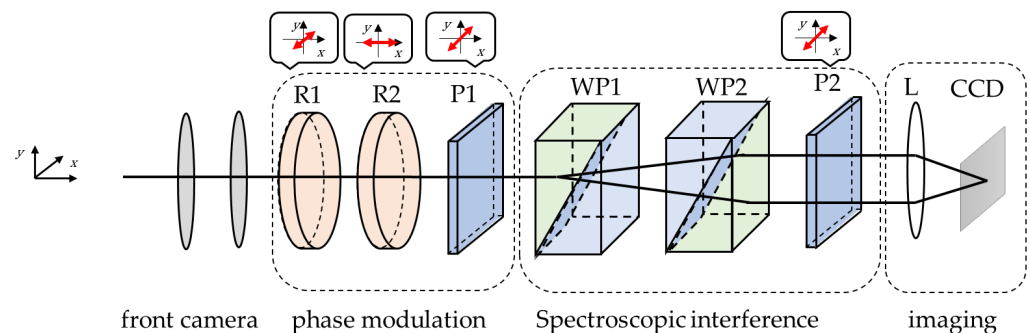 y
x
y
x
y
x
y
x
R1
R2
P1
WP1
WP2
P2
L
CCD
y
x
front camera
phase modulation
Spectroscopic interference
imaging